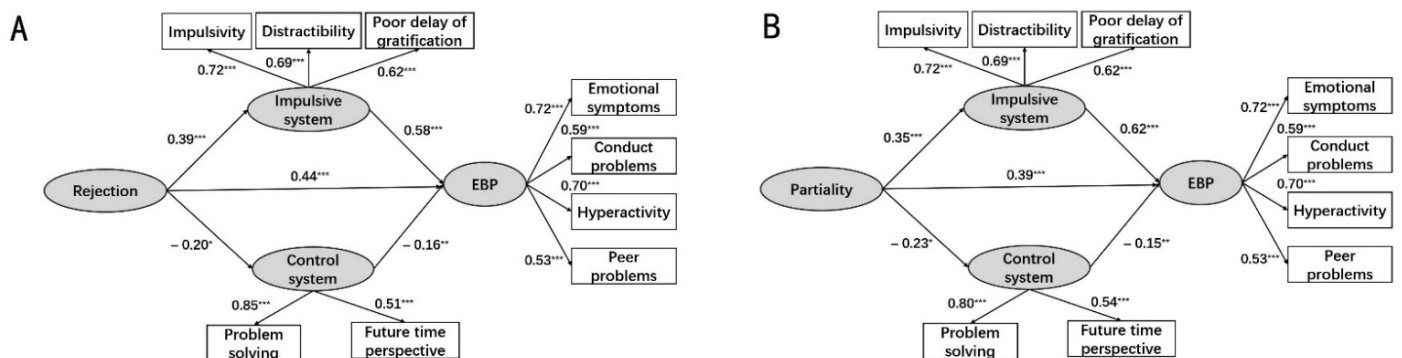 A
Impulsivity
Distractibility
Poor delay of
gratification
0.72***
0.69***
0.62***
Impulsive
system
0.39***
0.58***
Rejection
0.44***
EBP
– 0.20*
– 0.16**
Control
system
0.85***
0.51***
Problem
solving
Future time
perspective
0.72***
Emotional
symptoms
0.59***
Conduct
problems
0.70***
Hyperactivity
0.53***
Peer
problems
B
Impulsivity
Distractibility
Poor delay of
gratification
0.72***
0.69***
0.62***
Impulsive
system
0.35***
0.62***
Partiality
0.39***
EBP
– 0.23*
– 0.15**
Control
system
0.80***
0.54***
Problem
solving
Future time
perspective
0.72***
Emotional
symptoms
0.59***
Conduct
problems
0.70***
Hyperactivity
0.53***
Peer
problems